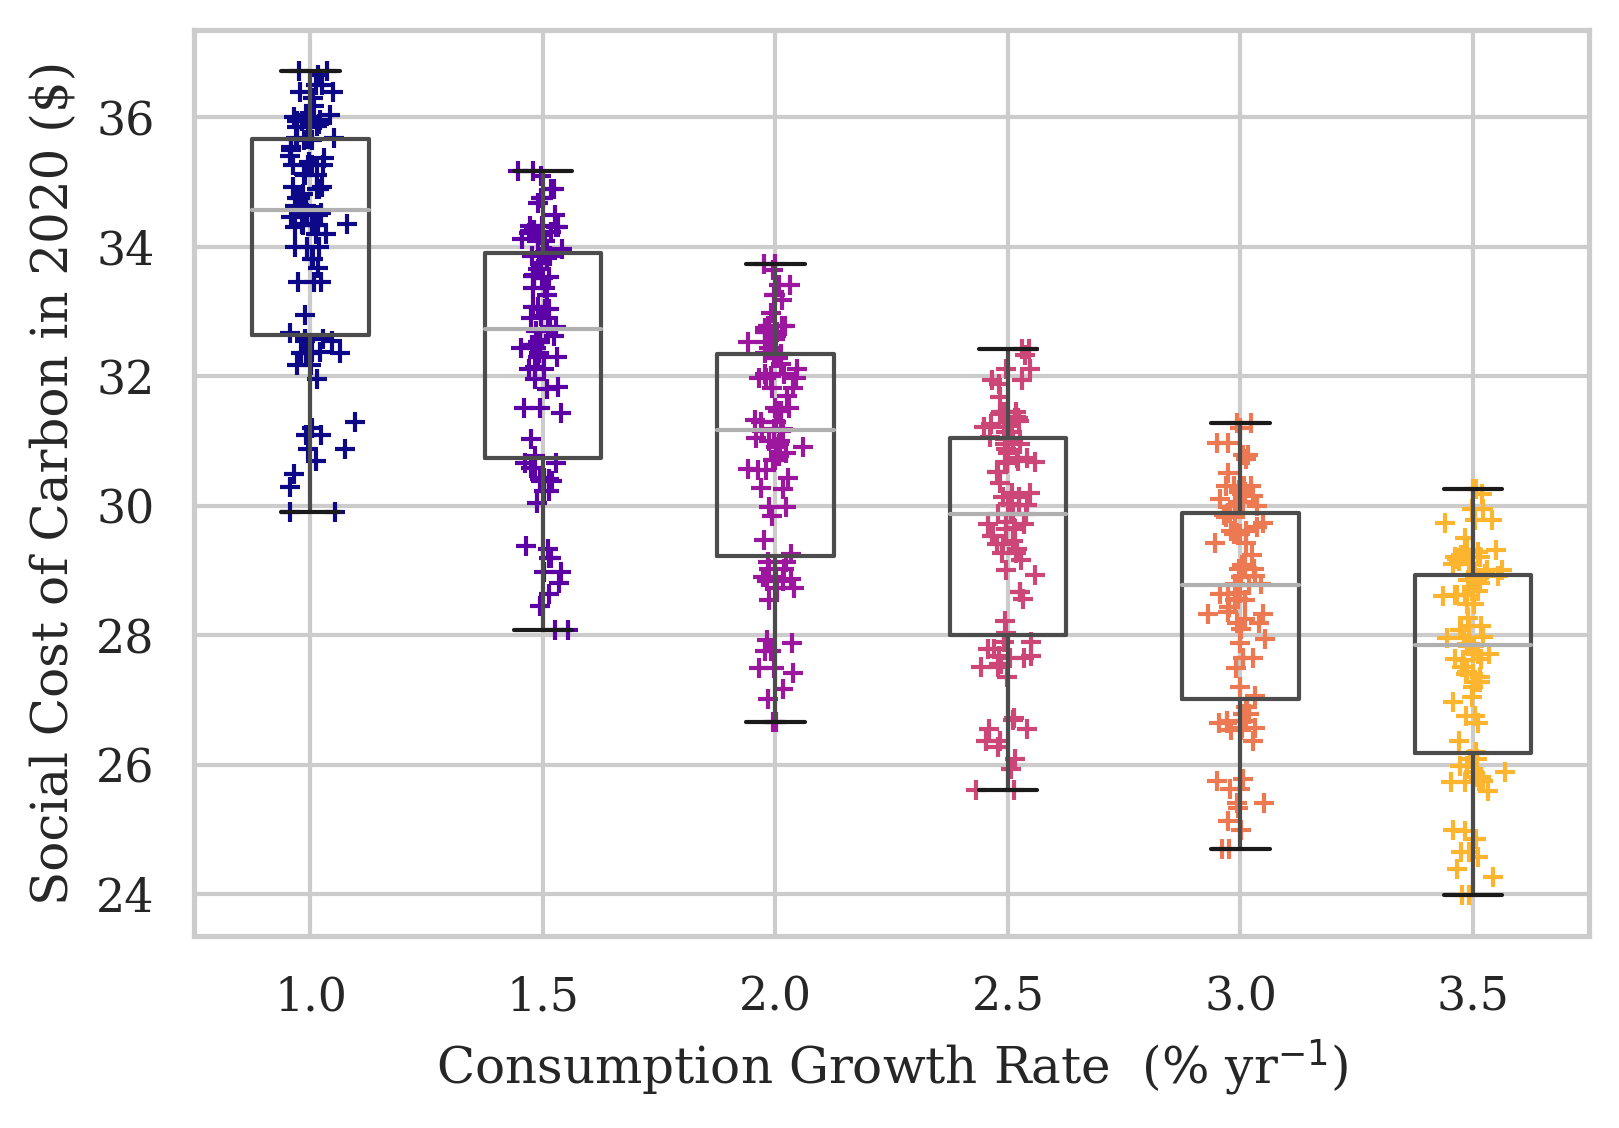 Social Cost of Carbon in 2020 ($)
36
34
32
30
28
26
24
1.0 1.5 2.0 2.5 3.0 3.5
Consumption Growth Rate (% yr⁻¹)